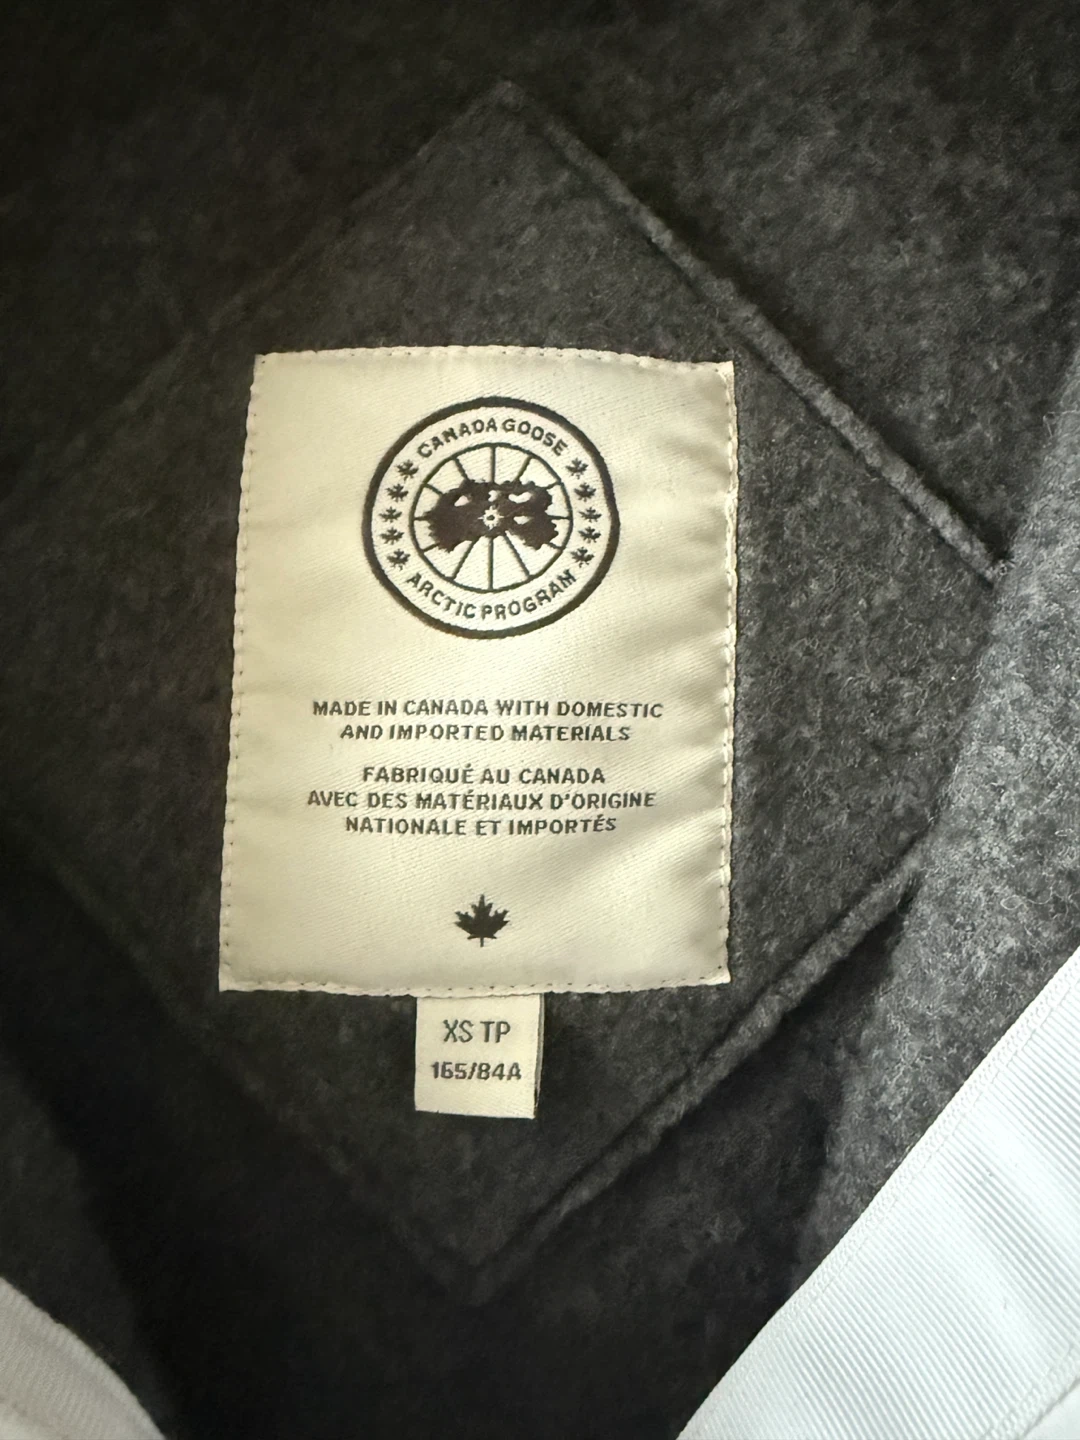 CANADA GOOSE
ARCTIC PROGRAM
MADE IN CANADA WITH DOMESTIC
AND IMPORTED MATERIALS
FABRIQUÉ AU CANADA
AVEC DES MATÉRIAUX D'ORIGINE
NATIONALE ET IMPORTÉS
XS TP
165/84A